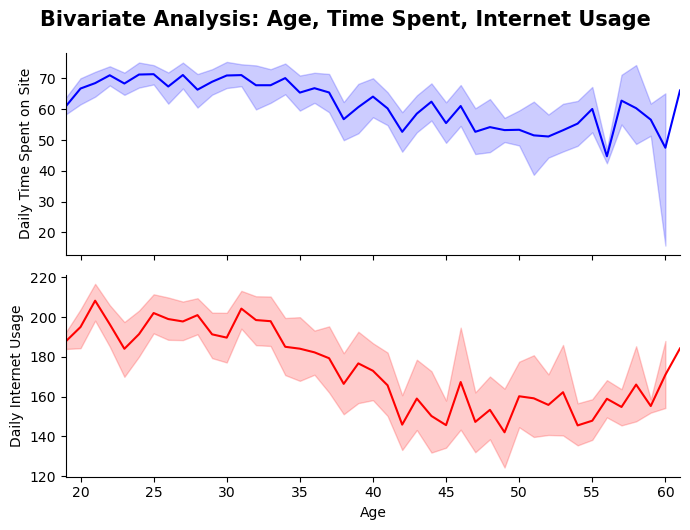 Bivariate Analysis: Age, Time Spent, Internet Usage
Daily Time Spent on Site
70
60
50
40
30
20
Daily Internet Usage
220
200
180
160
140
120
20 25 30 35 40 45 50 55 60
Age